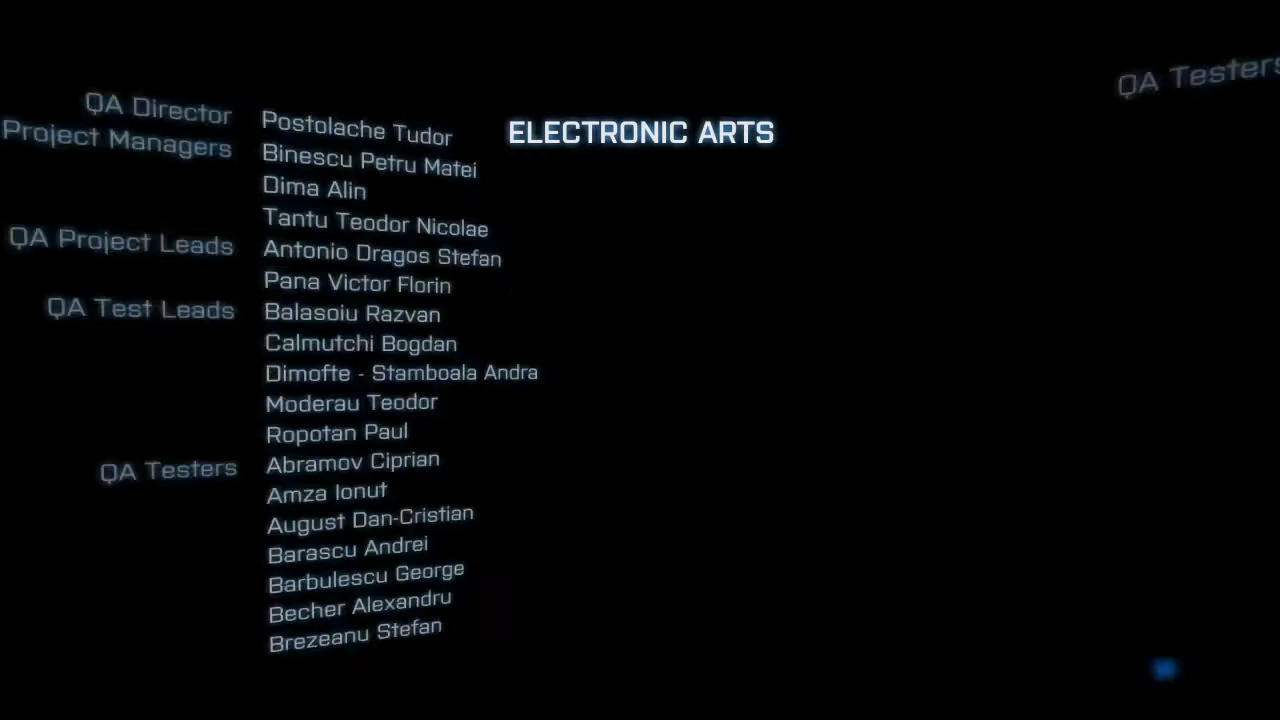 ELECTRONIC ARTS
QA Director Postolache Tudor
Project Managers Binescu Petru Matei
Dima Alin
Tantu Teodor Nicolae
QA Project Leads Antonio Dragos Stefan
Pana Victor Florin
QA Test Leads Balasoiu Razvan
Calmutchi Bogdan
Dimofte - Stamboala Andra
Moderau Teodor
Ropotan Paul
QA Testers Abramov Ciprian
Amza Ionut
August Dan-Cristian
Barascu Andrei
Barbulescu George
Becher Alexandru
Brezeanu Stefan
QA Testers